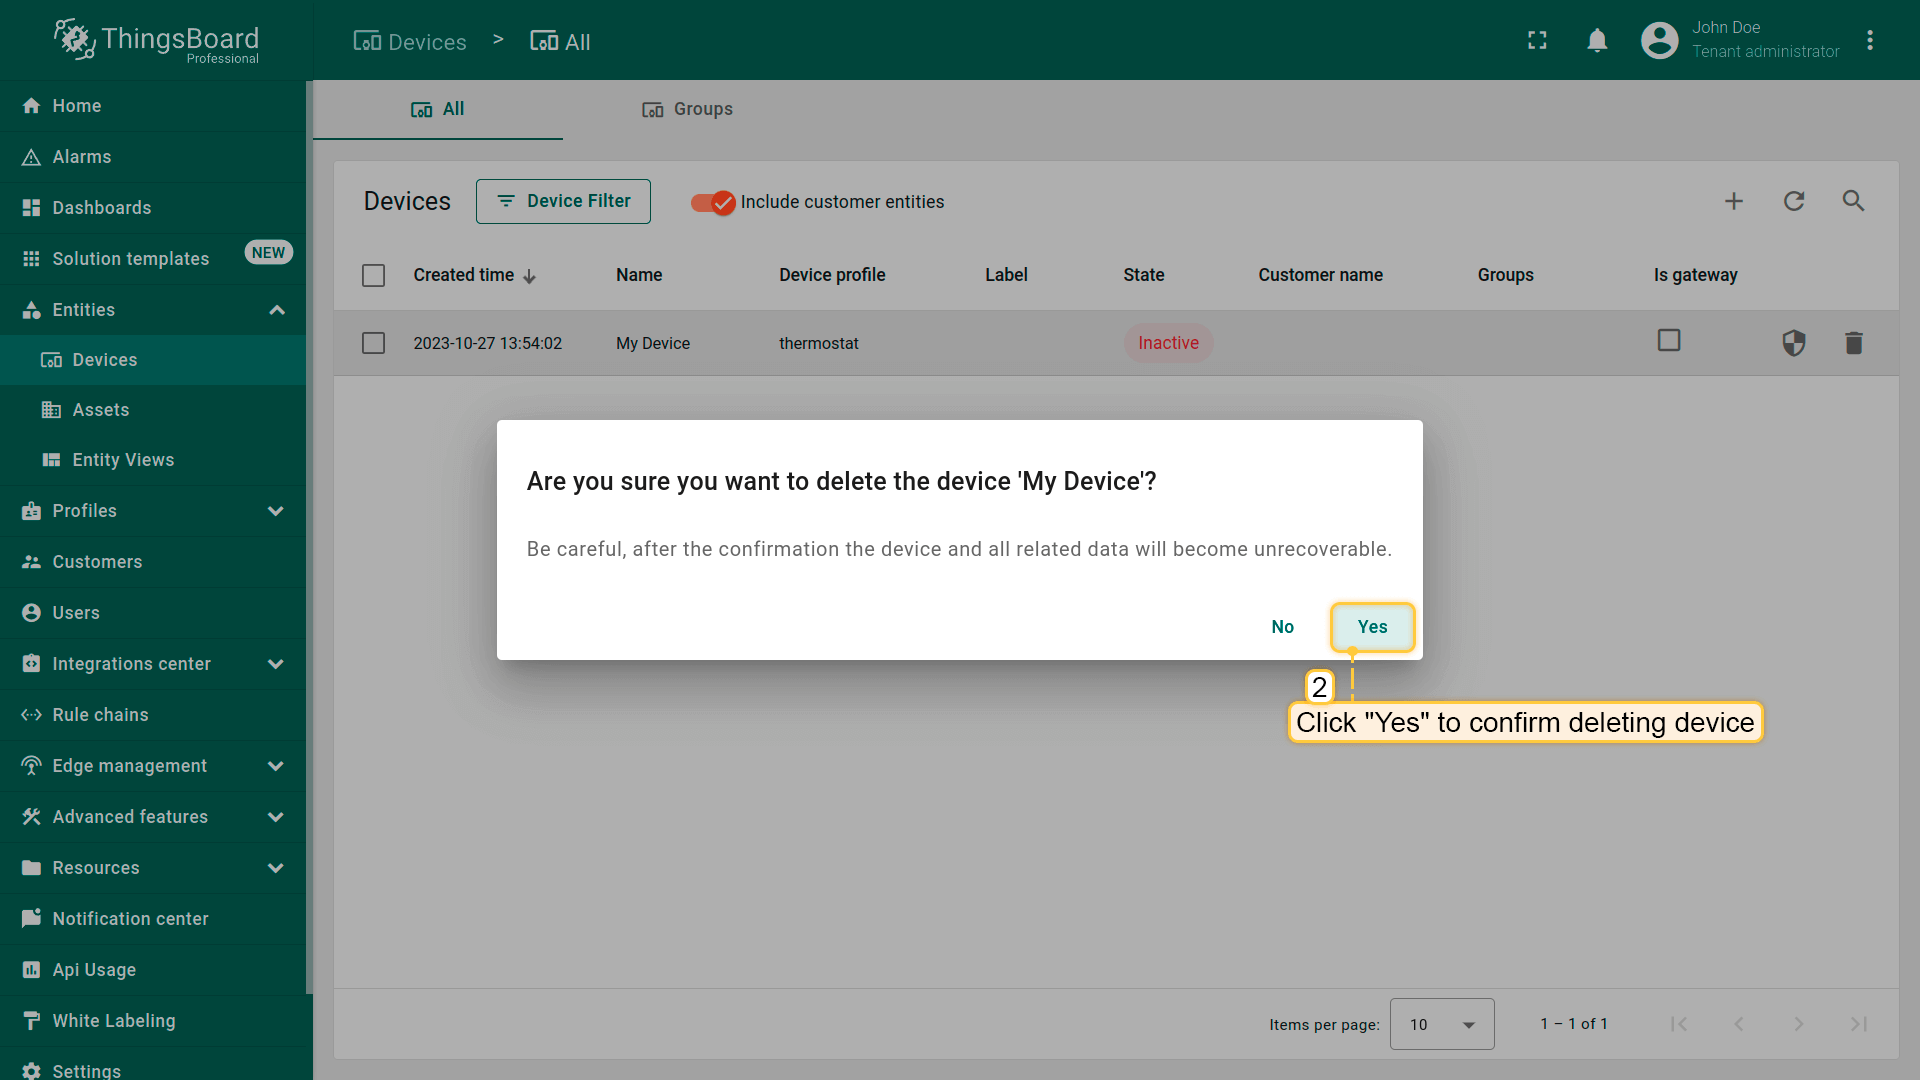 ThingsBoard
Professional
Devices > All
John Doe
Tenant administrator
Home
Alarms
Dashboards
Solution templates NEW
Entities
Devices
Assets
Entity Views
Profiles
Customers
Users
Integrations center
Rule chains
Edge management
Advanced features
Resources
Notification center
Api Usage
White Labeling
Settings
All Groups
Devices Device Filter Include customer entities
Created time Name Device profile Label State Customer name Groups Is gateway
2023-10-27 13:54:02 My Device thermostat Inactive
Are you sure you want to delete the device 'My Device'?
Be careful, after the confirmation the device and all related data will become unrecoverable.
No Yes
2
Click "Yes" to confirm deleting device
Items per page: 10 1 – 1 of 1